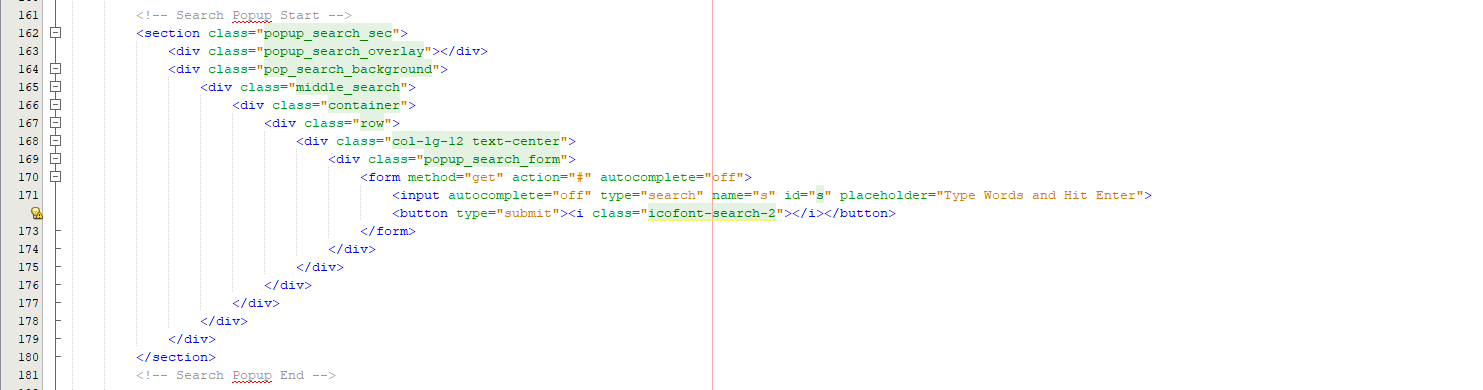 161 <!-- Search Popup Start -->
162 <section class="popup_search_sec">
163 <div class="popup_search_overlay"></div>
164 <div class="pop_search_background">
165 <div class="middle_search">
166 <div class="container">
167 <div class="row">
168 <div class="col-lg-12 text-center">
169 <div class="popup_search_form">
170 <form method="get" action="#" autocomplete="off">
171 <input autocomplete="off" type="search" name="s" id="s" placeholder="Type Words and Hit Enter">
<button type="submit"><i class="icofont-search-2"></i></button>
173 </form>
174 </div>
175 </div>
176 </div>
177 </div>
178 </div>
179 </div>
180 </section>
181 <!-- Search Popup End -->